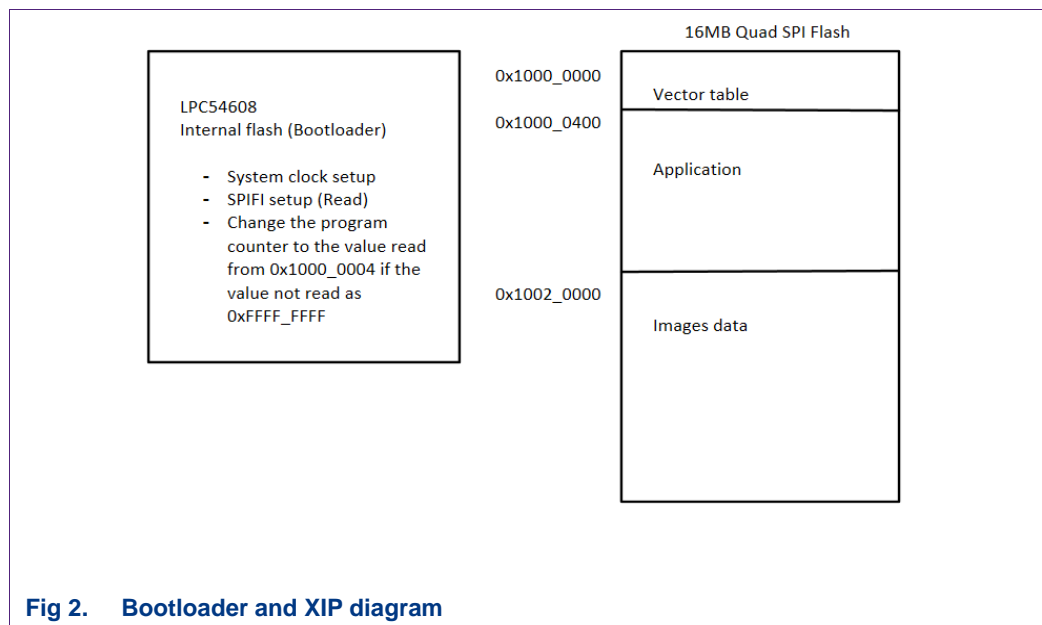 16MB Quad SPI Flash
LPC54608
Internal flash (Bootloader)
- System clock setup
- SPIFI setup (Read)
- Change the program
counter to the value read
from 0x1000_0004 if the
value not read as
0xFFFF_FFFF
0x1000_0000
Vector table
0x1000_0400
Application
0x1002_0000
Images data
Fig 2. Bootloader and XIP diagram